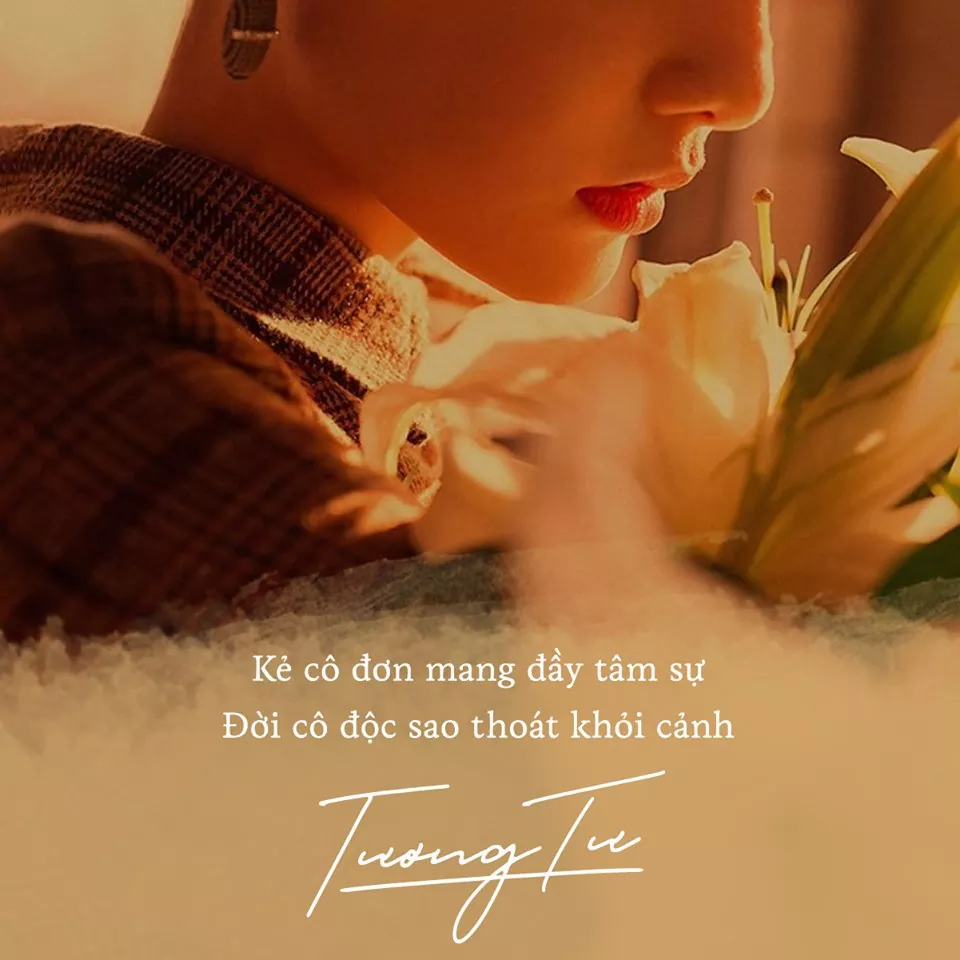 Kẻ cô đơn mang đầy tâm sự
Đời cô độc sao thoát khỏi cảnh
Tương Tư